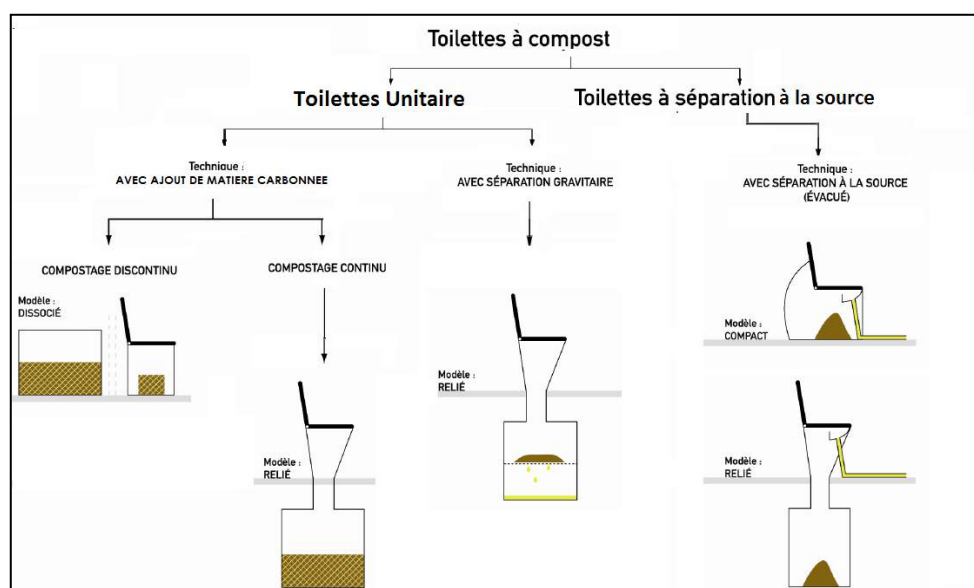 Toilettes à compost
Toilettes Unitaire
Toilettes à séparation à la source
Technique :
AVEC AJOUT DE MATIERE CARBONNEE
Technique :
AVEC SÉPARATION GRAVITAIRE
Technique :
AVEC SÉPARATION À LA SOURCE
(ÉVACUÉ)
COMPOSTAGE DISCONTINU
COMPOSTAGE CONTINU
Modèle :
DISSOCIÉ
Modèle :
RELIÉ
Modèle :
RELIÉ
Modèle :
COMPACT
Modèle :
RELIÉ